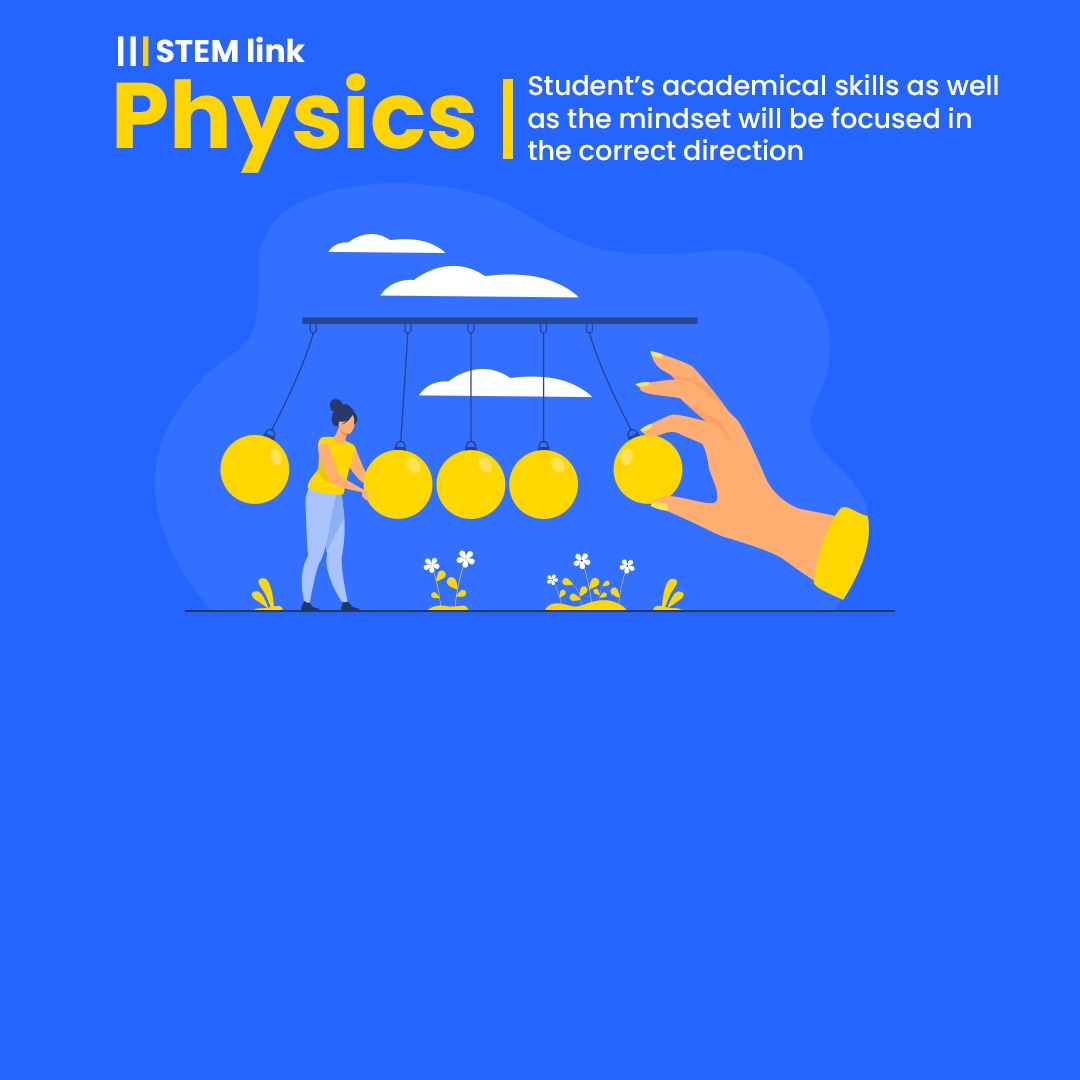 STEM link
Physics
Student’s academical skills as well
as the mindset will be focused in
the correct direction